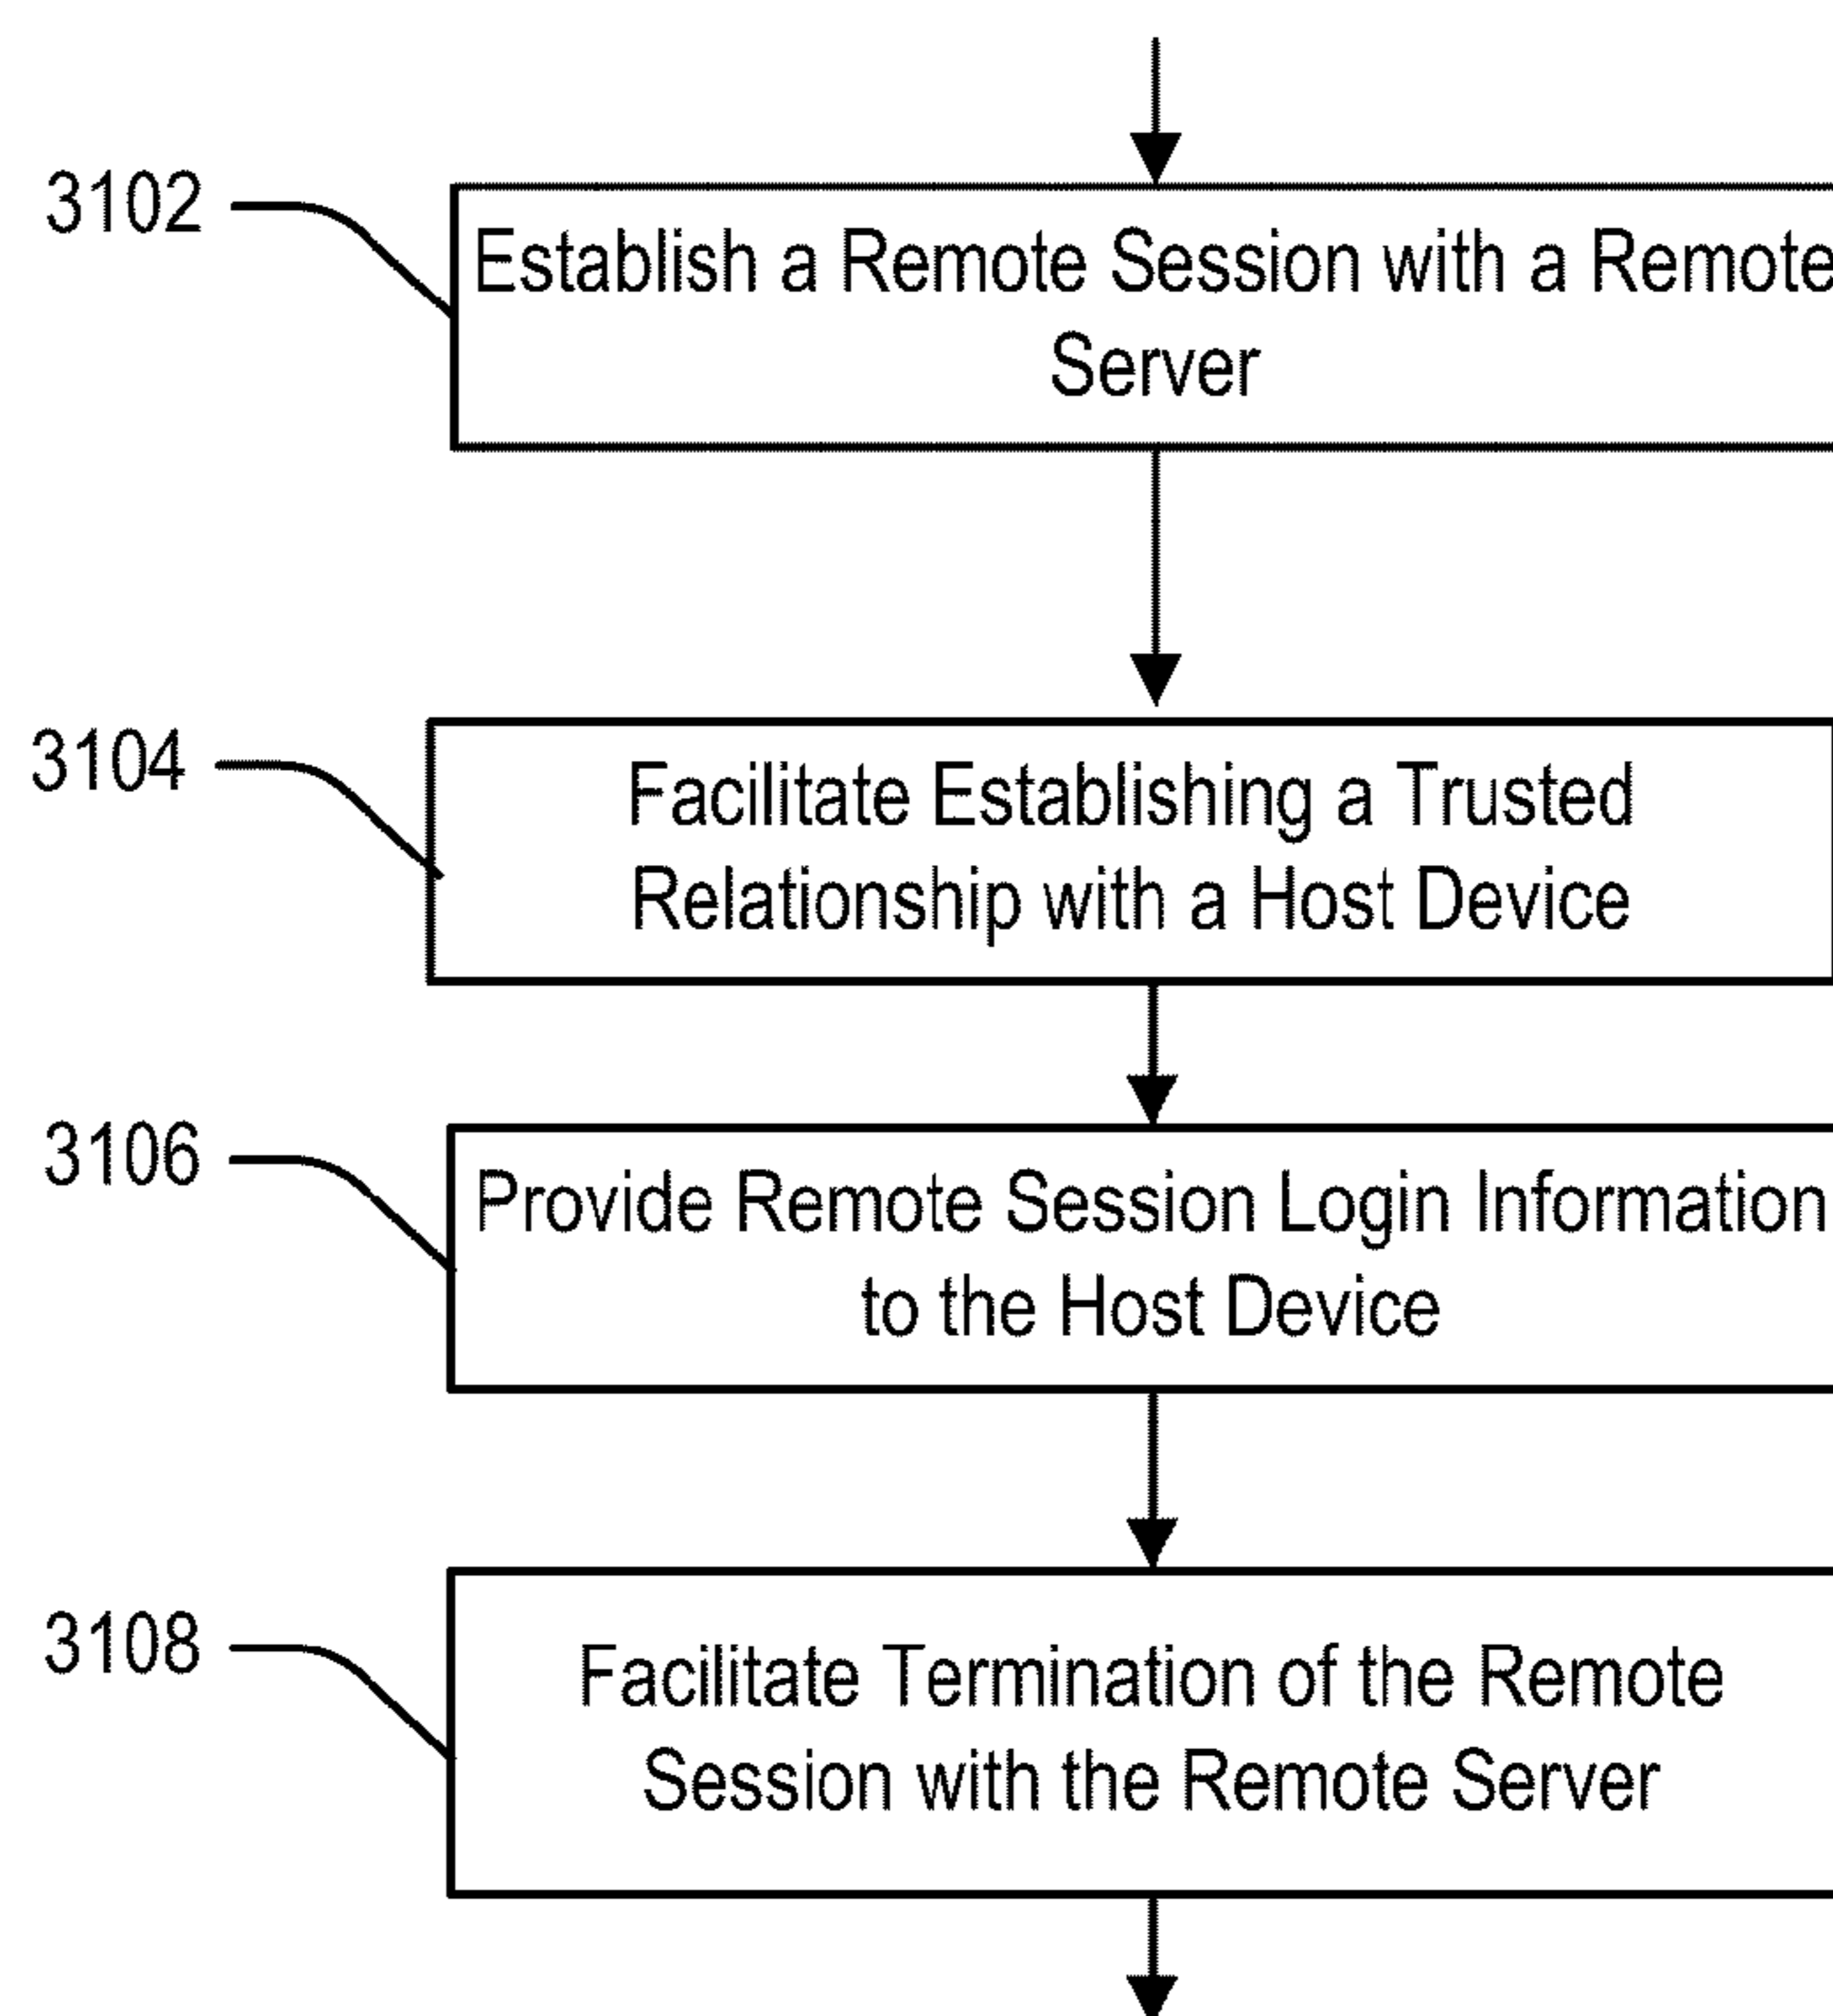 3102
Establish a Remote Session with a Remote
Server
3104
Facilitate Establishing a Trusted
Relationship with a Host Device
3106
Provide Remote Session Login Information
to the Host Device
3108
Facilitate Termination of the Remote
Session with the Remote Server